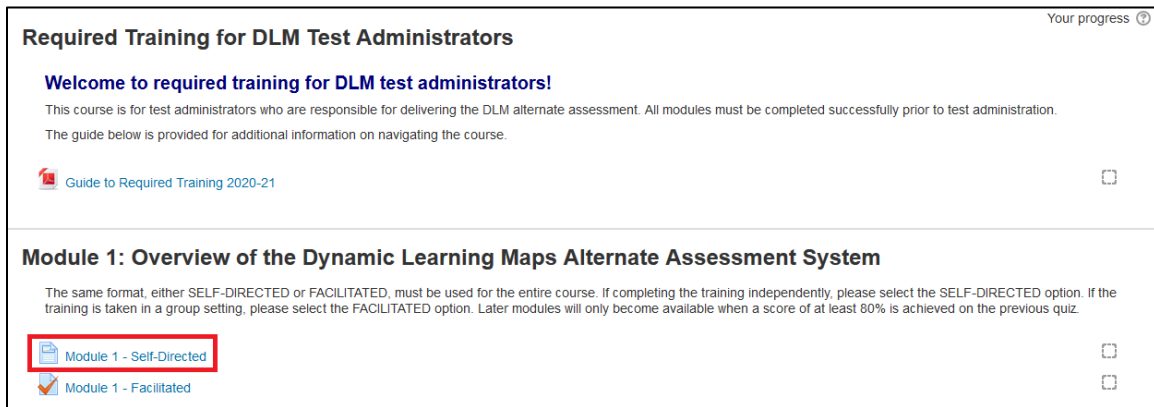 Your progress
Required Training for DLM Test Administrators
Welcome to required training for DLM test administrators!
This course is for test administrators who are responsible for delivering the DLM alternate assessment. All modules must be completed successfully prior to test administration.
The guide below is provided for additional information on navigating the course.
Guide to Required Training 2020-21
Module 1: Overview of the Dynamic Learning Maps Alternate Assessment System
The same format, either SELF-DIRECTED or FACILITATED, must be used for the entire course. If completing the training independently, please select the SELF-DIRECTED option. If the
training is taken in a group setting, please select the FACILITATED option. Later modules will only become available when a score of at least 80% is achieved on the previous quiz.
Module 1 - Self-Directed
Module 1 - Facilitated